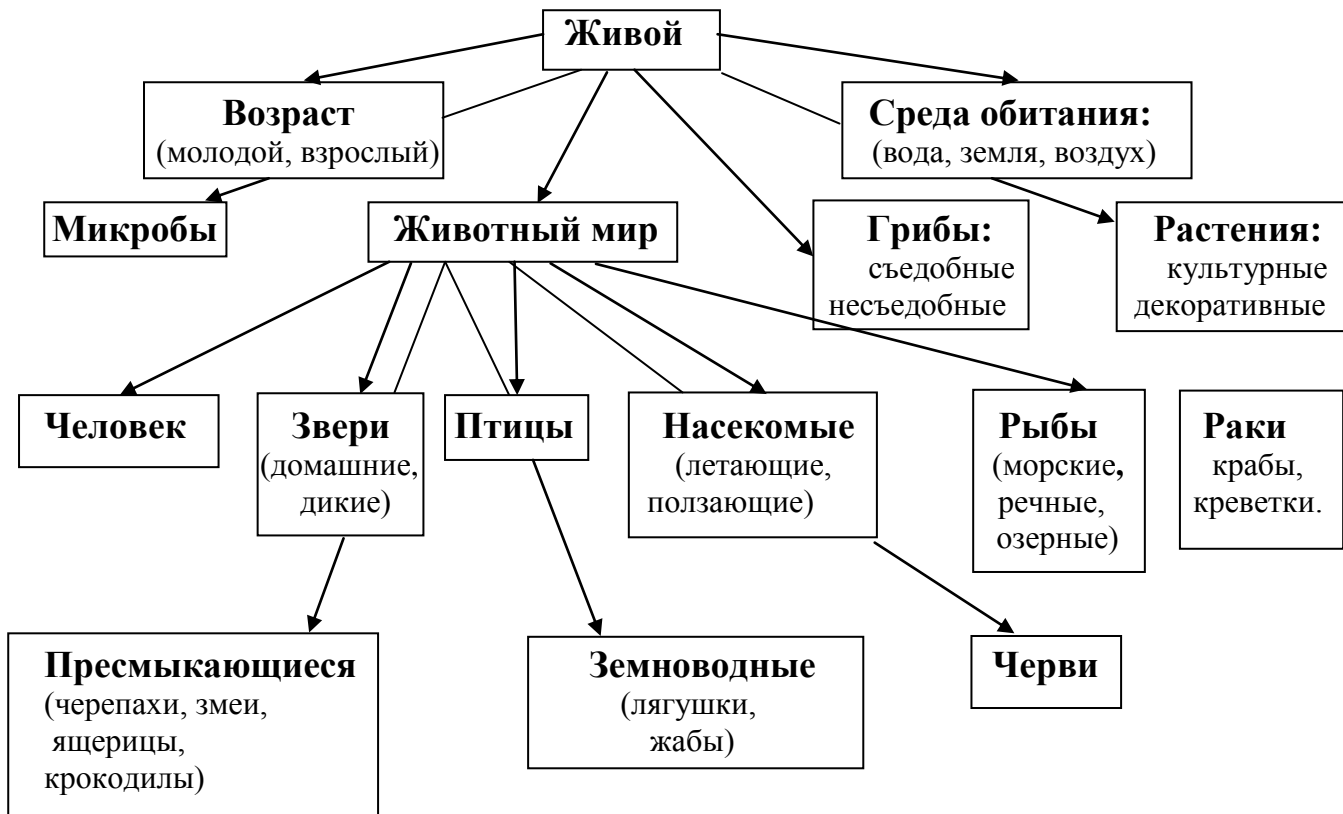 Живой
Возраст
(молодой, взрослый)
Среда обитания:
(вода, земля, воздух)
Микробы
Животный мир
Грибы:
съедобные
несъедобные
Растения:
культурные
декоративные
Человек
Звери
(домашние,
дикие)
Птицы
Насекомые
(летающие,
ползающие)
Рыбы
(морские,
речные,
озерные)
Раки
крабы,
креветки.
Пресмыкающиеся
(черепахи, змеи,
ящерицы,
крокодилы)
Земноводные
(лягушки,
жабы)
Черви